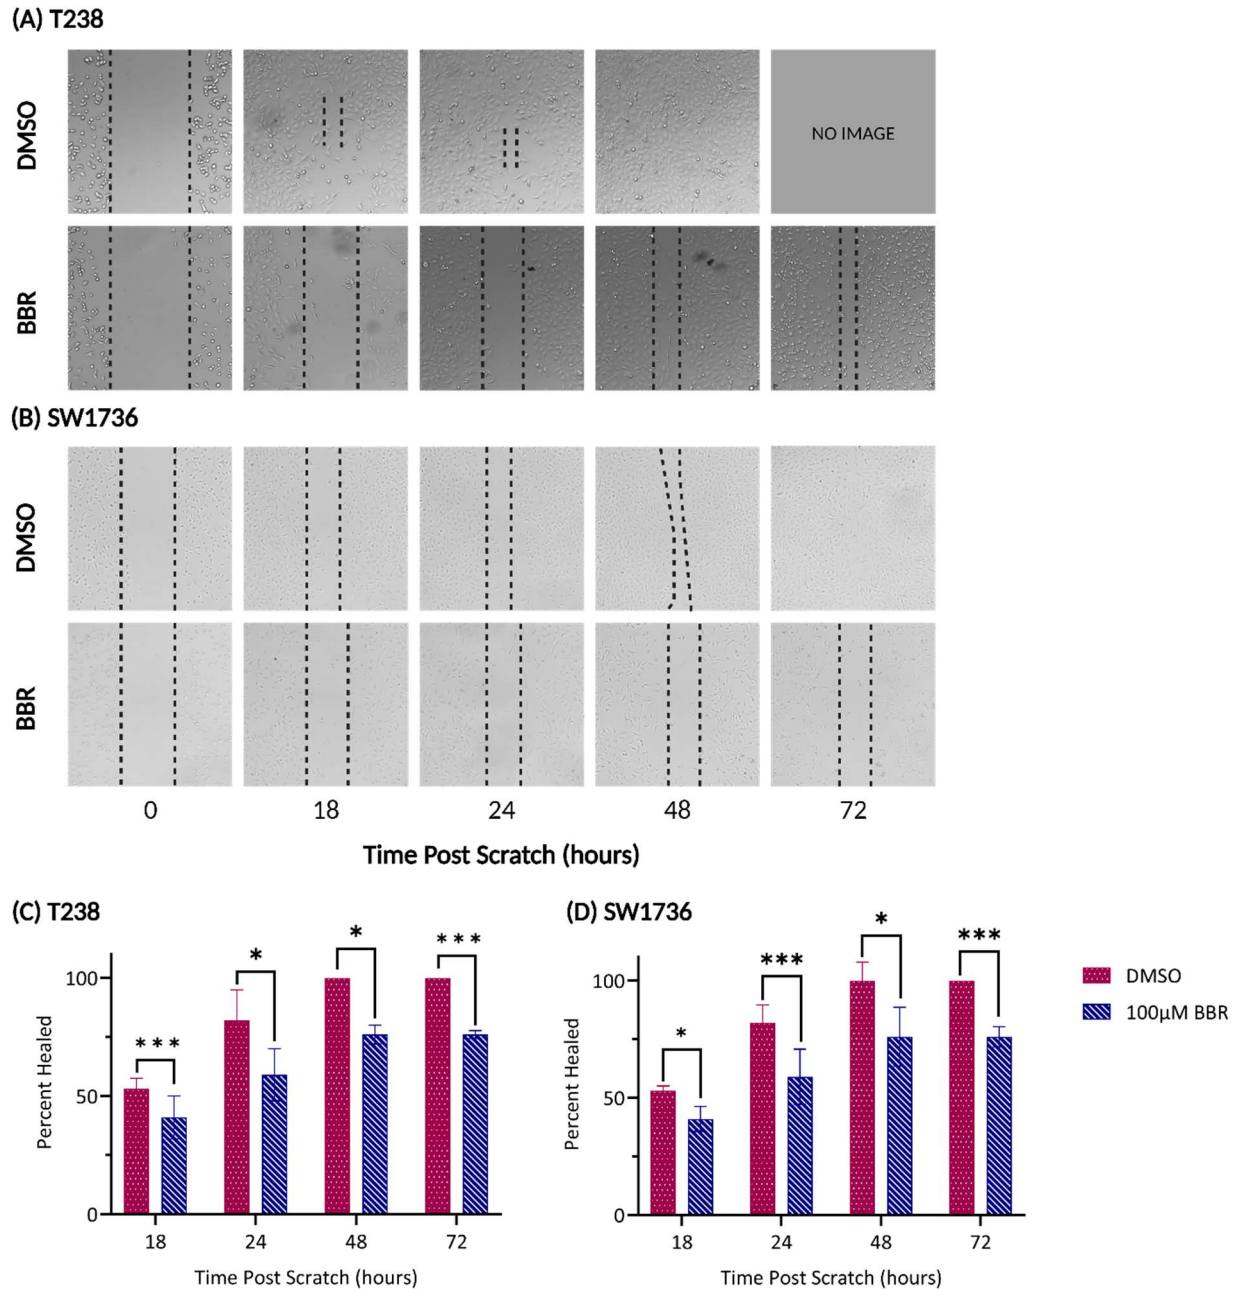 (A) T238
DMSO
NO IMAGE
BBR
(B) SW1736
DMSO
BBR
0 18 24 48 72
Time Post Scratch (hours)
(C) T238
Percent Healed
100
50
0
***
*
*
***
18 24 48 72
Time Post Scratch (hours)
(D) SW1736
Percent Healed
100
50
0
*
***
*
***
18 24 48 72
Time Post Scratch (hours)
DMSO
100μM BBR